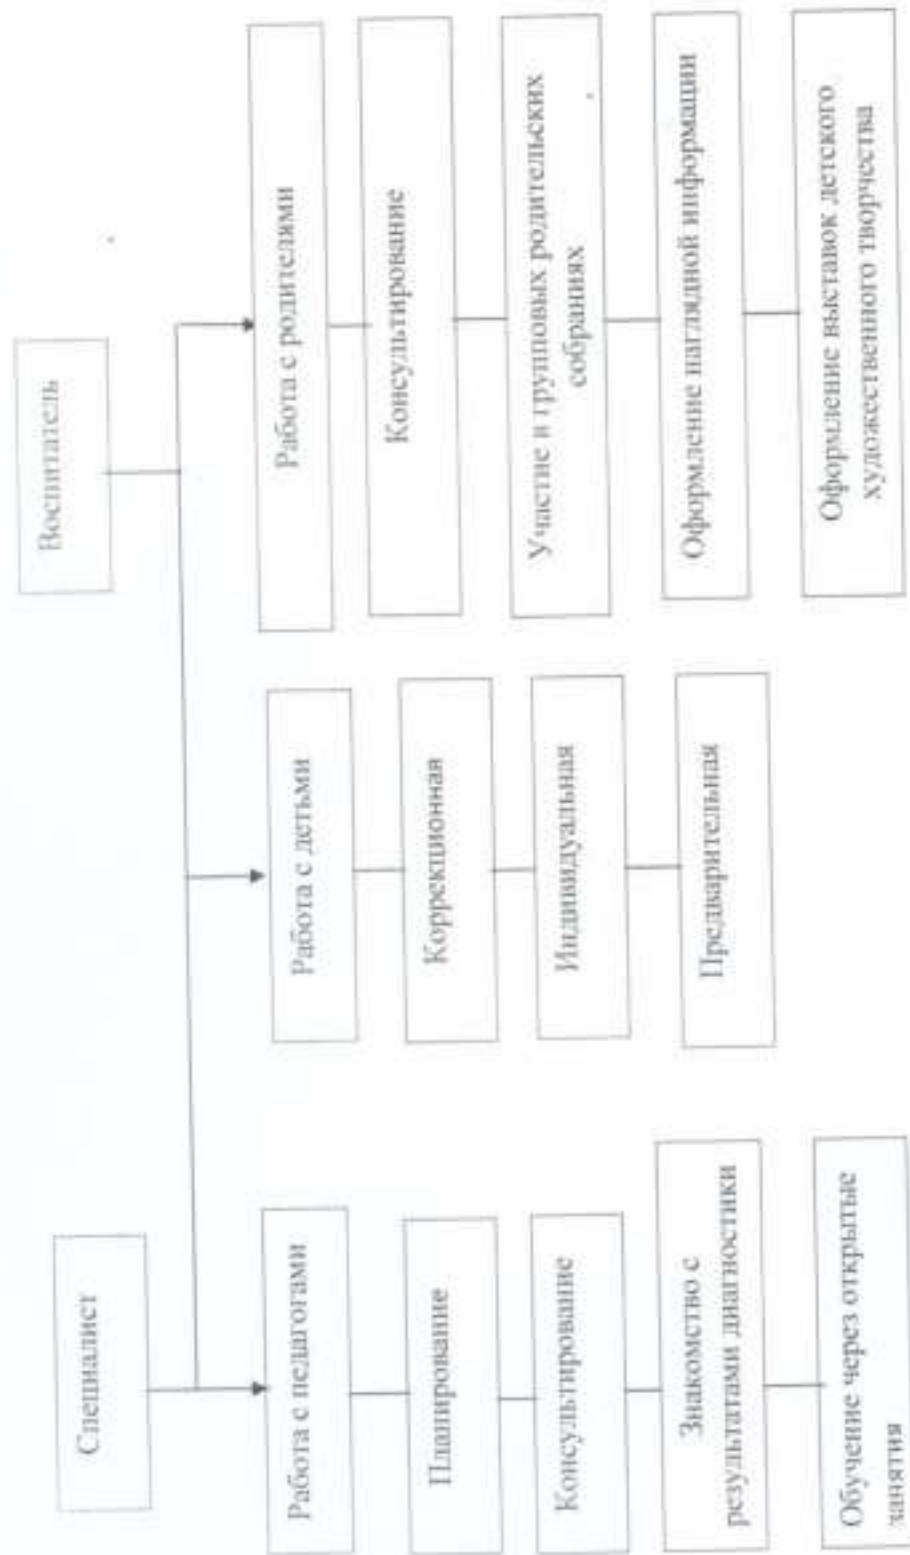 Специалист
Воспитатель
Работа с педагогами
Планирование
Консультирование
Знакомство с
результатами диагностики
Обучение через открытые
занятия
Работа с детьми
Коррекционная
Индивидуальная
Предварительная
Работа с родителями
Консультирование
Участие в групповых родительских
собраниях
Оформление наглядной информации
Оформление выставок детского
художественного творчества